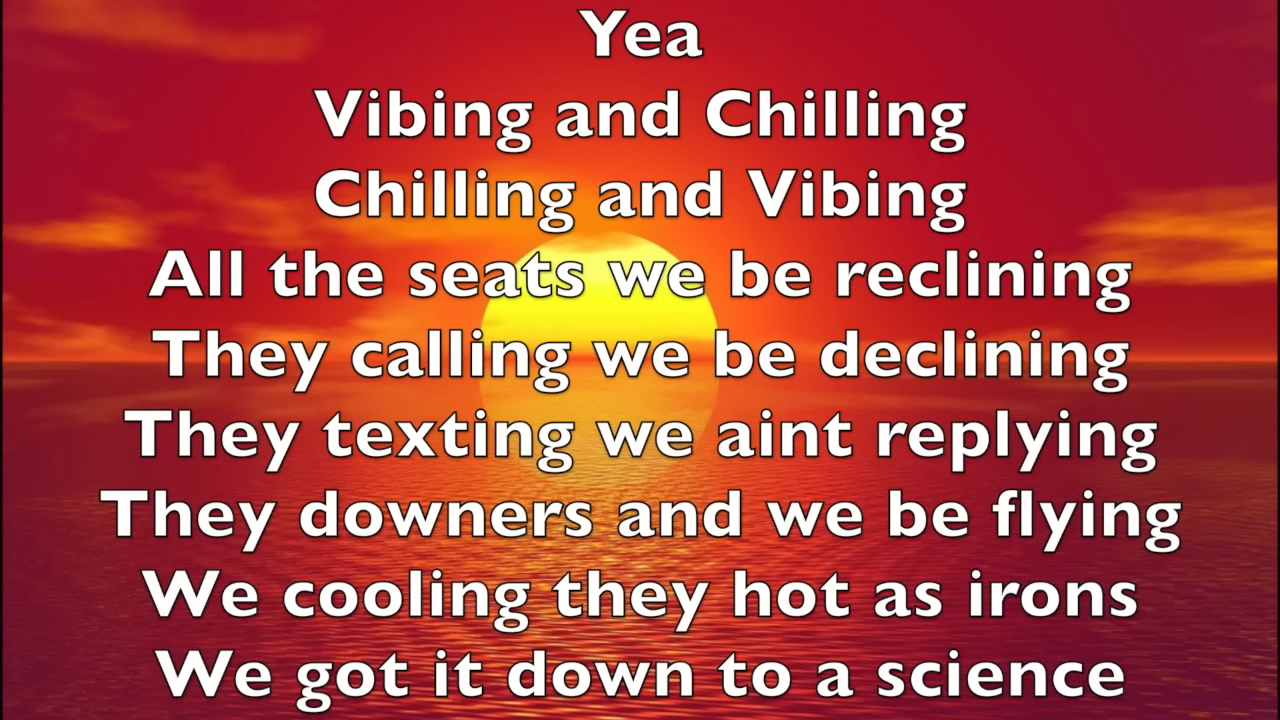 Yea
Vibing and Chilling
Chilling and Vibing
All the seats we be reclining
They calling we be declining
They texting we aint replying
They downers and we be flying
We cooling they hot as irons
We got it down to a science